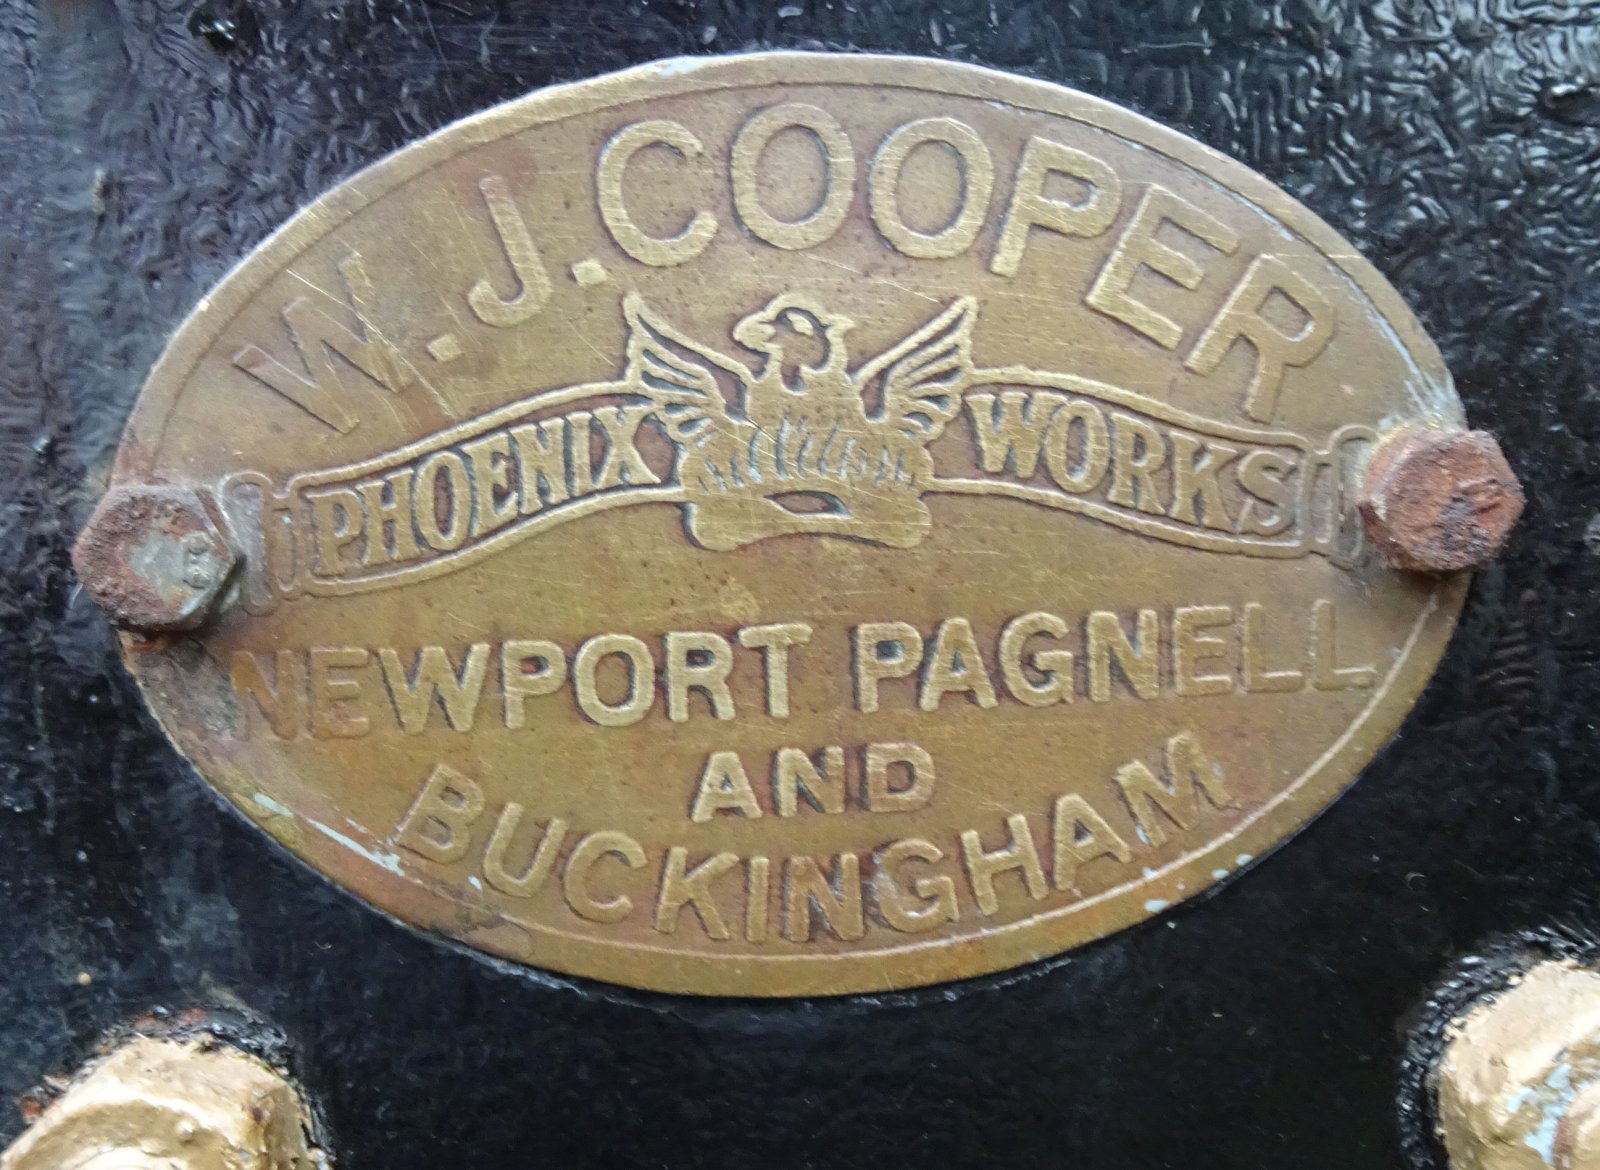 W. J. COOPER
PHOENIX WORKS
NEWPORT PAGNELL
AND
BUCKINGHAM